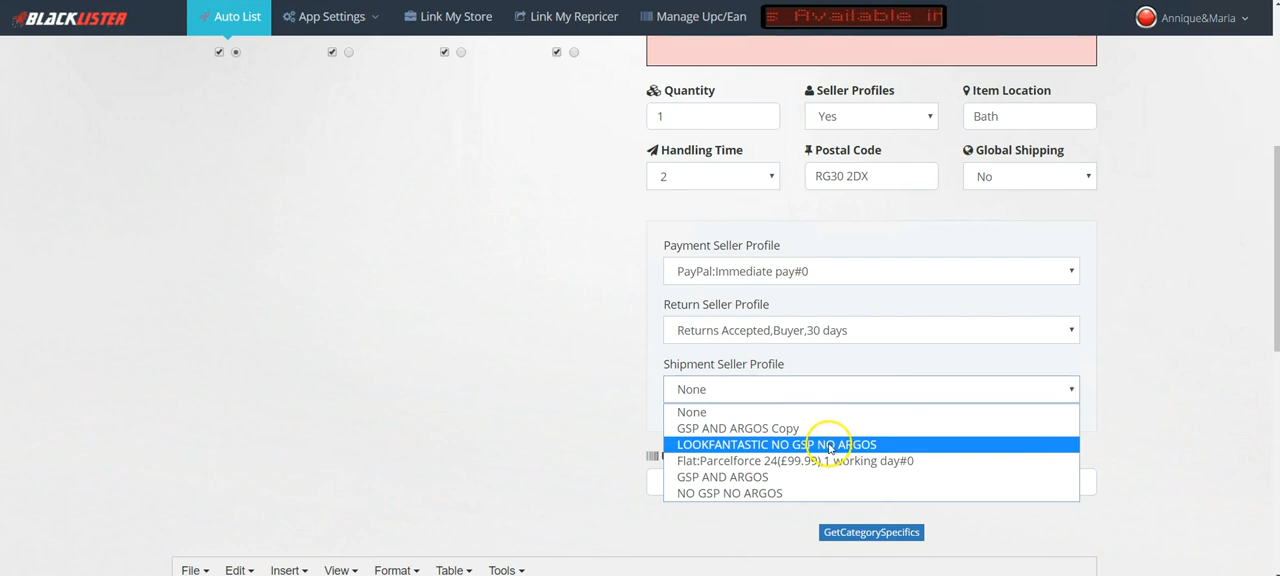 BLACKLISTER
Auto List
App Settings
Link My Store
Link My Repricer
Manage Upc/Ean
s Available in
Annique&Maria
Quantity
Seller Profiles
Item Location
1
Yes
Bath
Handling Time
Postal Code
Global Shipping
2
RG30 2DX
No
Payment Seller Profile
PayPal:Immediate pay#0
Return Seller Profile
Returns Accepted,Buyer,30 days
Shipment Seller Profile
None
None
GSP AND ARGOS Copy
LOOKFANTASTIC NO GSP NO ARGOS
Flat:Parcelforce 24(£99.99),1 working day#0
GSP AND ARGOS
NO GSP NO ARGOS
GetCategorySpecifics
File
Edit
Insert
View
Format
Table
Tools